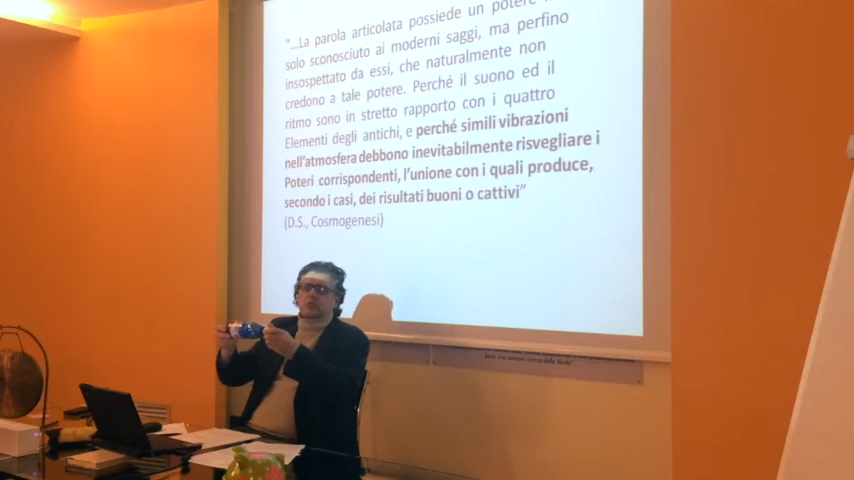 "...La parola articolata possiede un potere
solo sconosciuto ai moderni saggi, ma perfino
insospettato da essi, che naturalmente non
credono a tale potere. Perché il suono ed il
ritmo sono in stretto rapporto con i quattro
Elementi degli antichi, e perché simili vibrazioni
nell'atmosfera debbono inevitabilmente risvegliare i
Poteri corrispondenti, l'unione con i quali produce,
secondo i casi, dei risultati buoni o cattivi"
(D.S., Cosmogenesi)